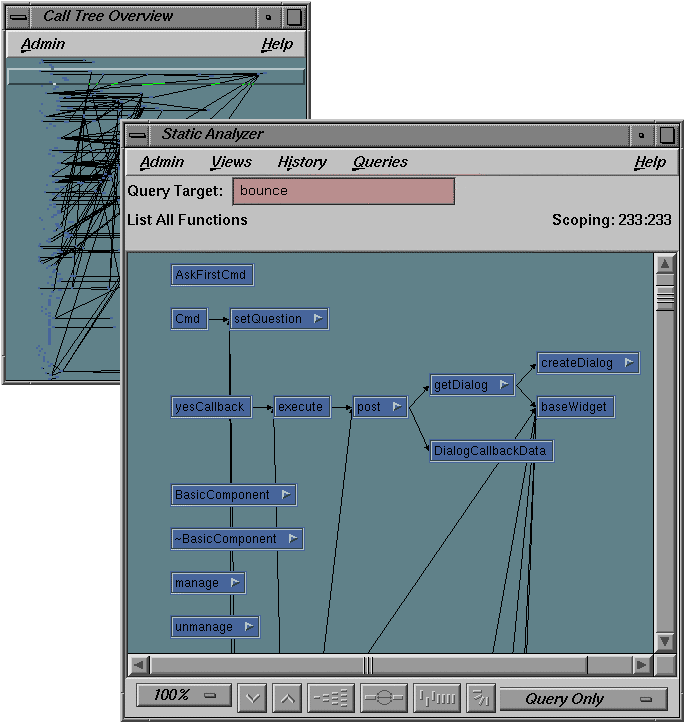 Call Tree Overview
Admin Help
Static Analyzer
Admin Views History Queries Help
Query Target: bounce
List All Functions Scoping: 233:233
AskFirstCmd
Cmd setQuestion
createDialog
getDialog
yesCallback execute post baseWidget
DialogCallbackData
BasicComponent
~BasicComponent
manage
unmanage
100% Query Only